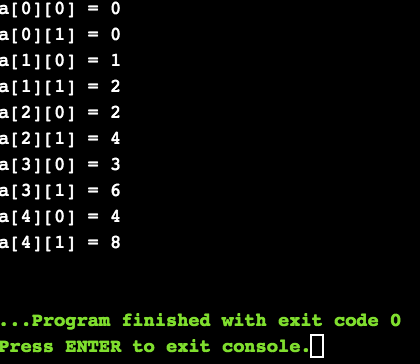 a[0][0] = 0
a[0][1] = 0
a[1][0] = 1
a[1][1] = 2
a[2][0] = 2
a[2][1] = 4
a[3][0] = 3
a[3][1] = 6
a[4][0] = 4
a[4][1] = 8
...Program finished with exit code 0
Press ENTER to exit console.